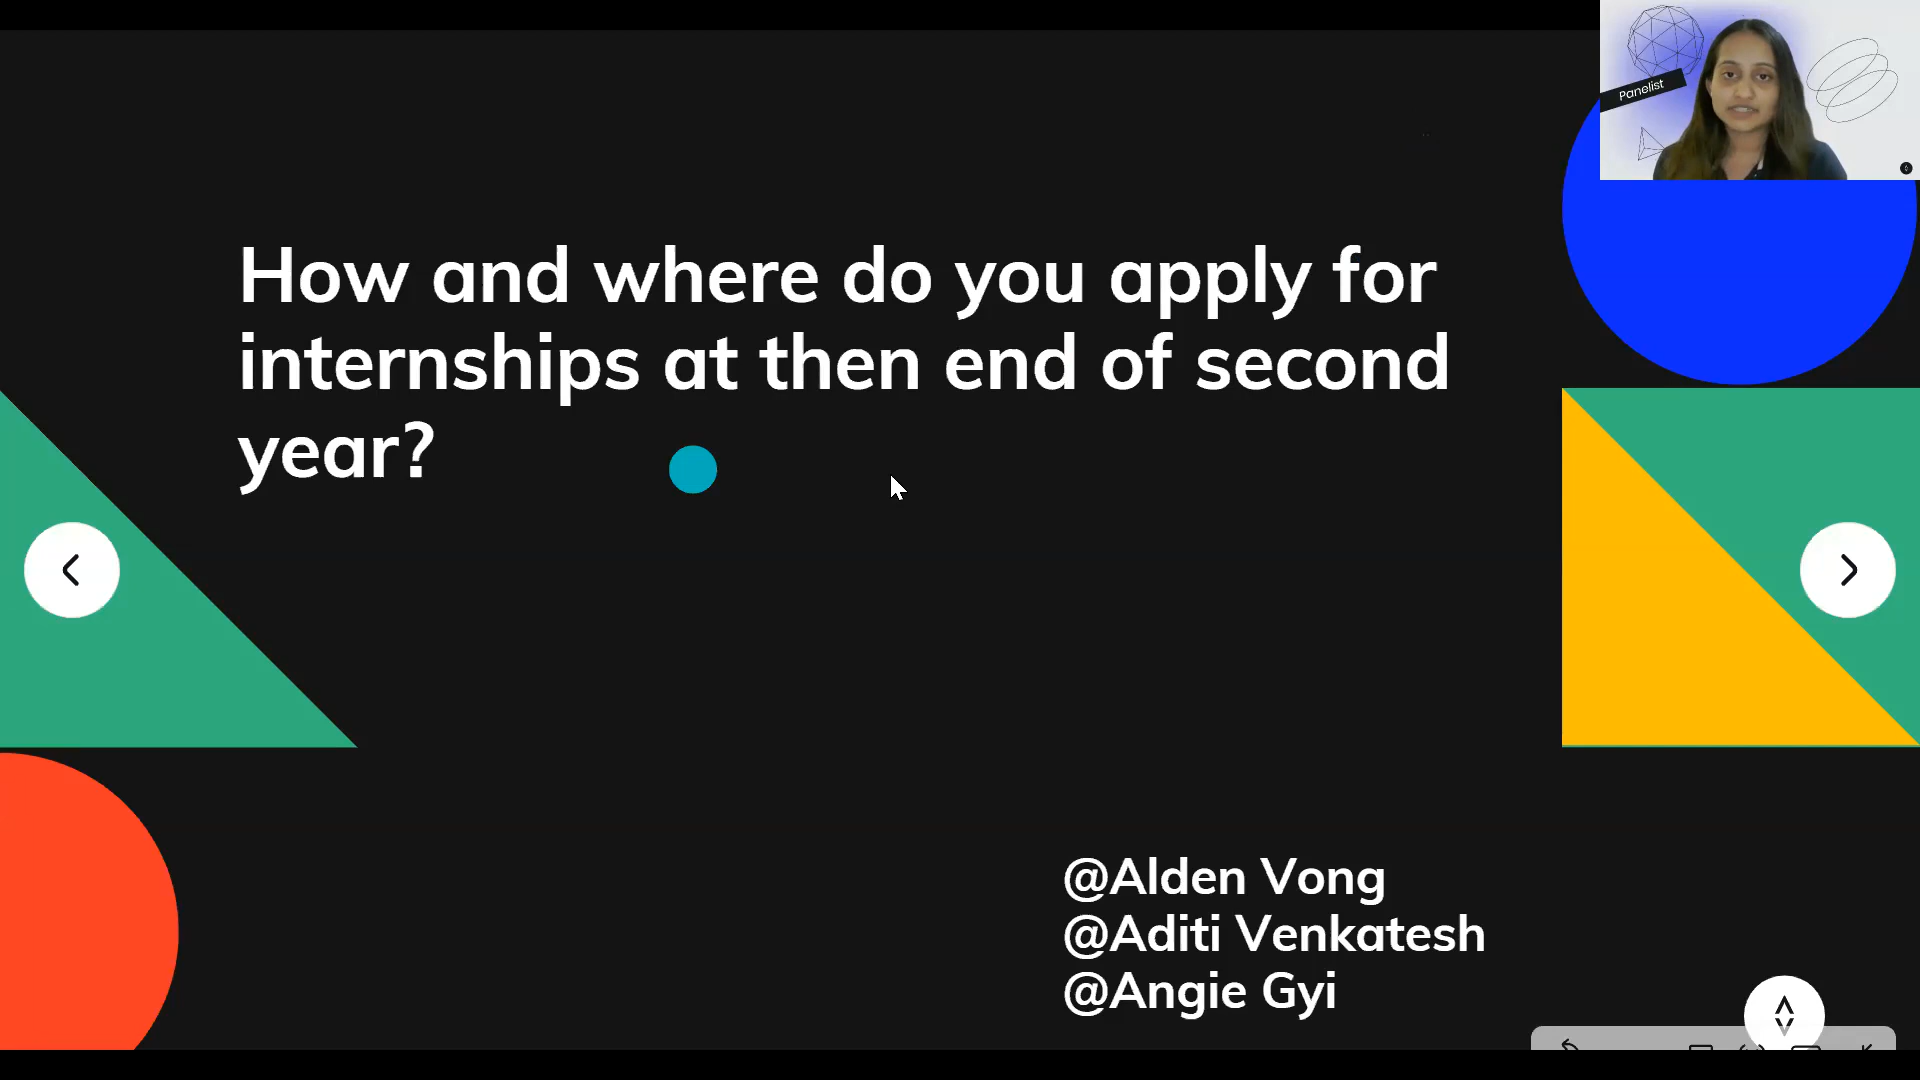 Panelist
How and where do you apply for
internships at then end of second
year?
@Alden Vong
@Aditi Venkatesh
@Angie Gyi